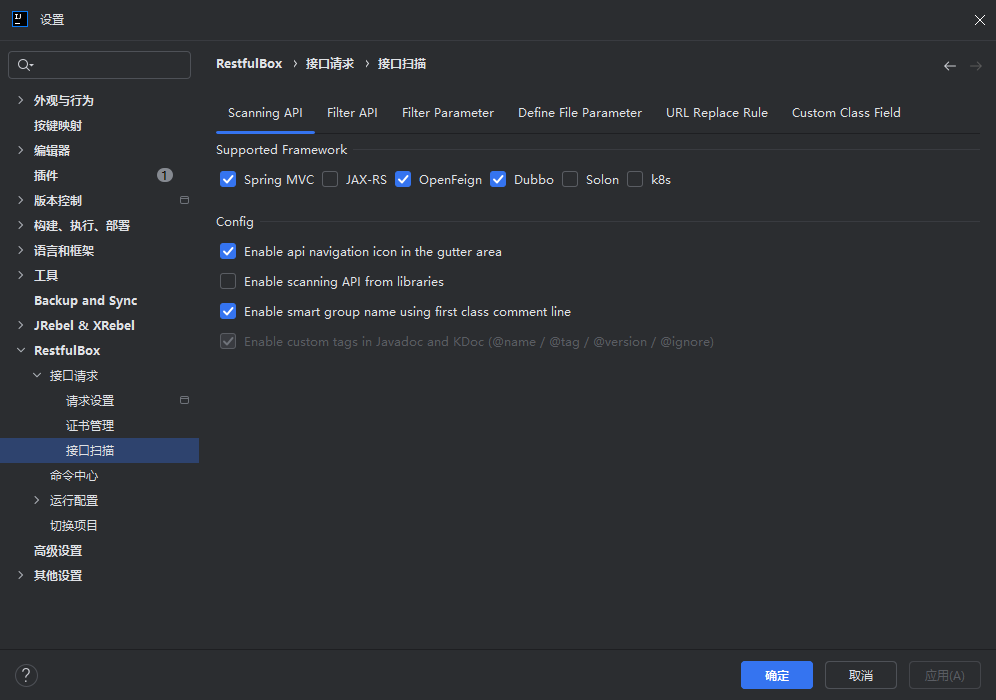 设置
RestfulBox › 接口请求 › 接口扫描
外观与行为
按键映射
编辑器
插件 1
版本控制
构建、执行、部署
语言和框架
工具
Backup and Sync
JRebel & XRebel
RestfulBox
接口请求
请求设置
证书管理
接口扫描
命令中心
运行配置
切换项目
高级设置
其他设置
Scanning API Filter API Filter Parameter Define File Parameter URL Replace Rule Custom Class Field
Supported Framework
Spring MVC JAX-RS OpenFeign Dubbo Solon k8s
Config
Enable api navigation icon in the gutter area
Enable scanning API from libraries
Enable smart group name using first class comment line
Enable custom tags in Javadoc and KDoc (@name / @tag / @version / @ignore)
? 确定 取消 应用(A)